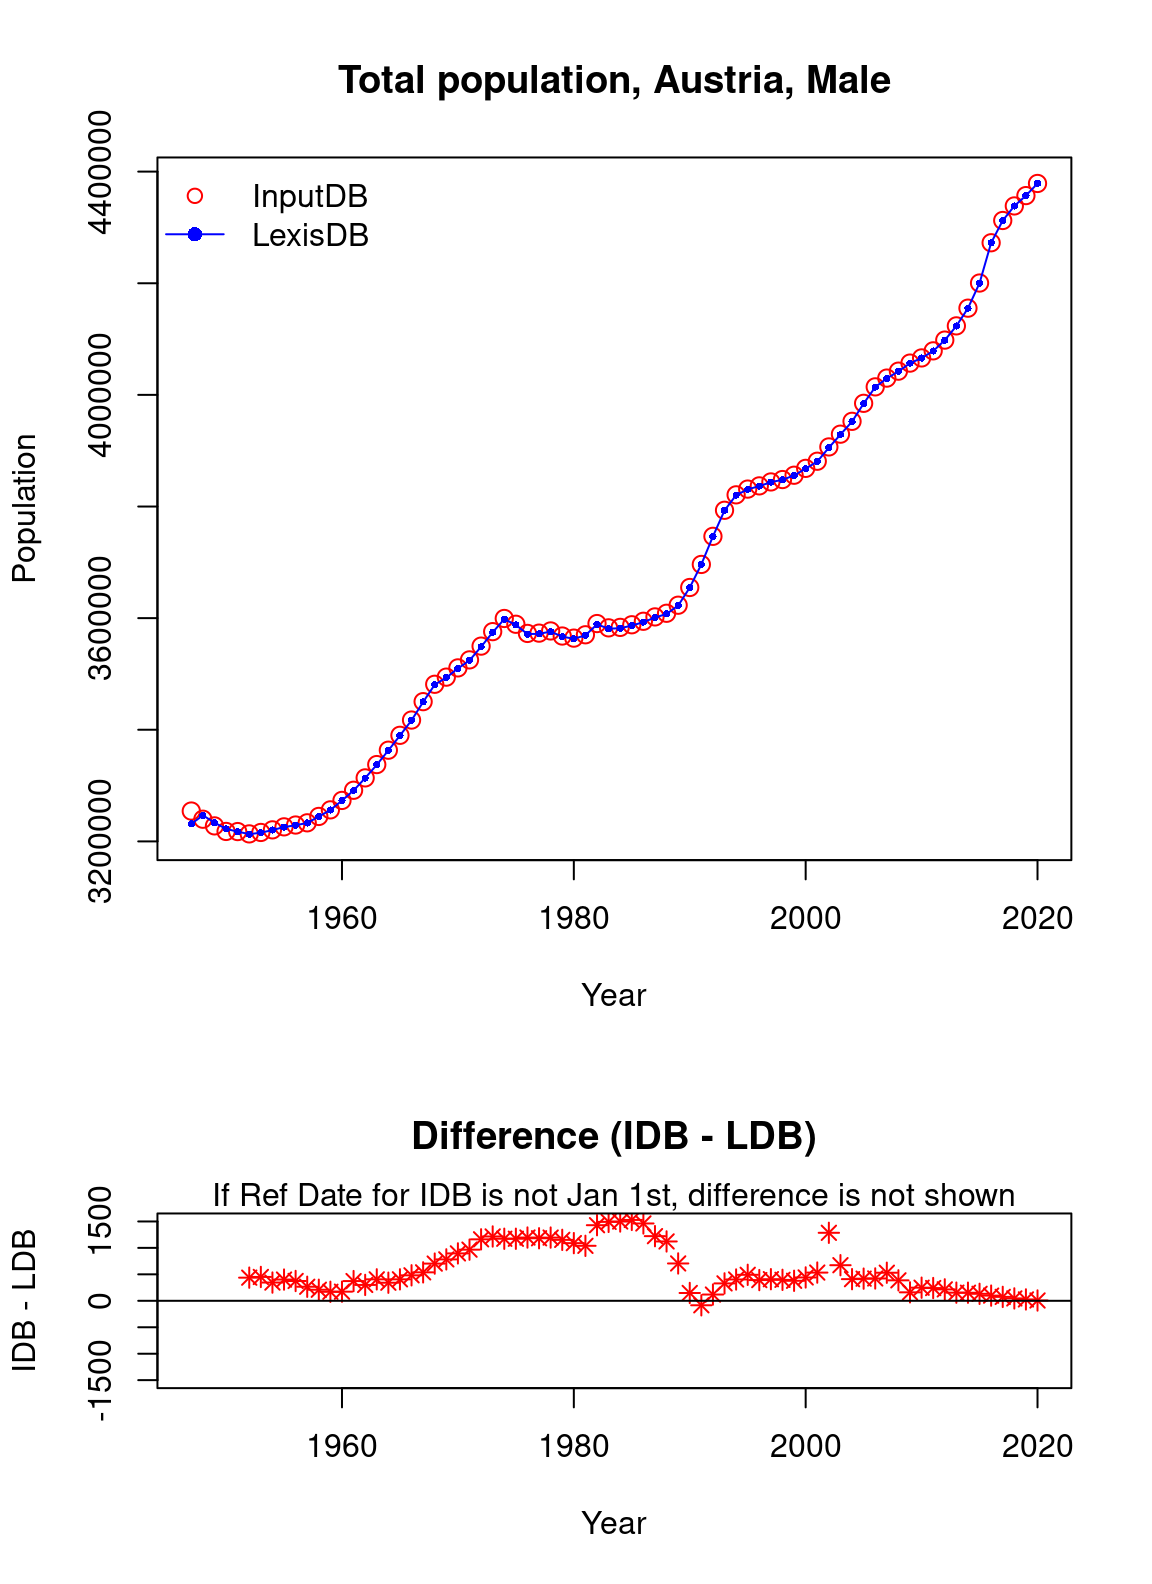 Total population, Austria, Male
InputDB
LexisDB
Population
4400000
4000000
3600000
3200000
1960 1980 2000 2020
Year
Difference (IDB - LDB)
If Ref Date for IDB is not Jan 1st, difference is not shown
IDB - LDB
1500
0
-1500
1960 1980 2000 2020
Year